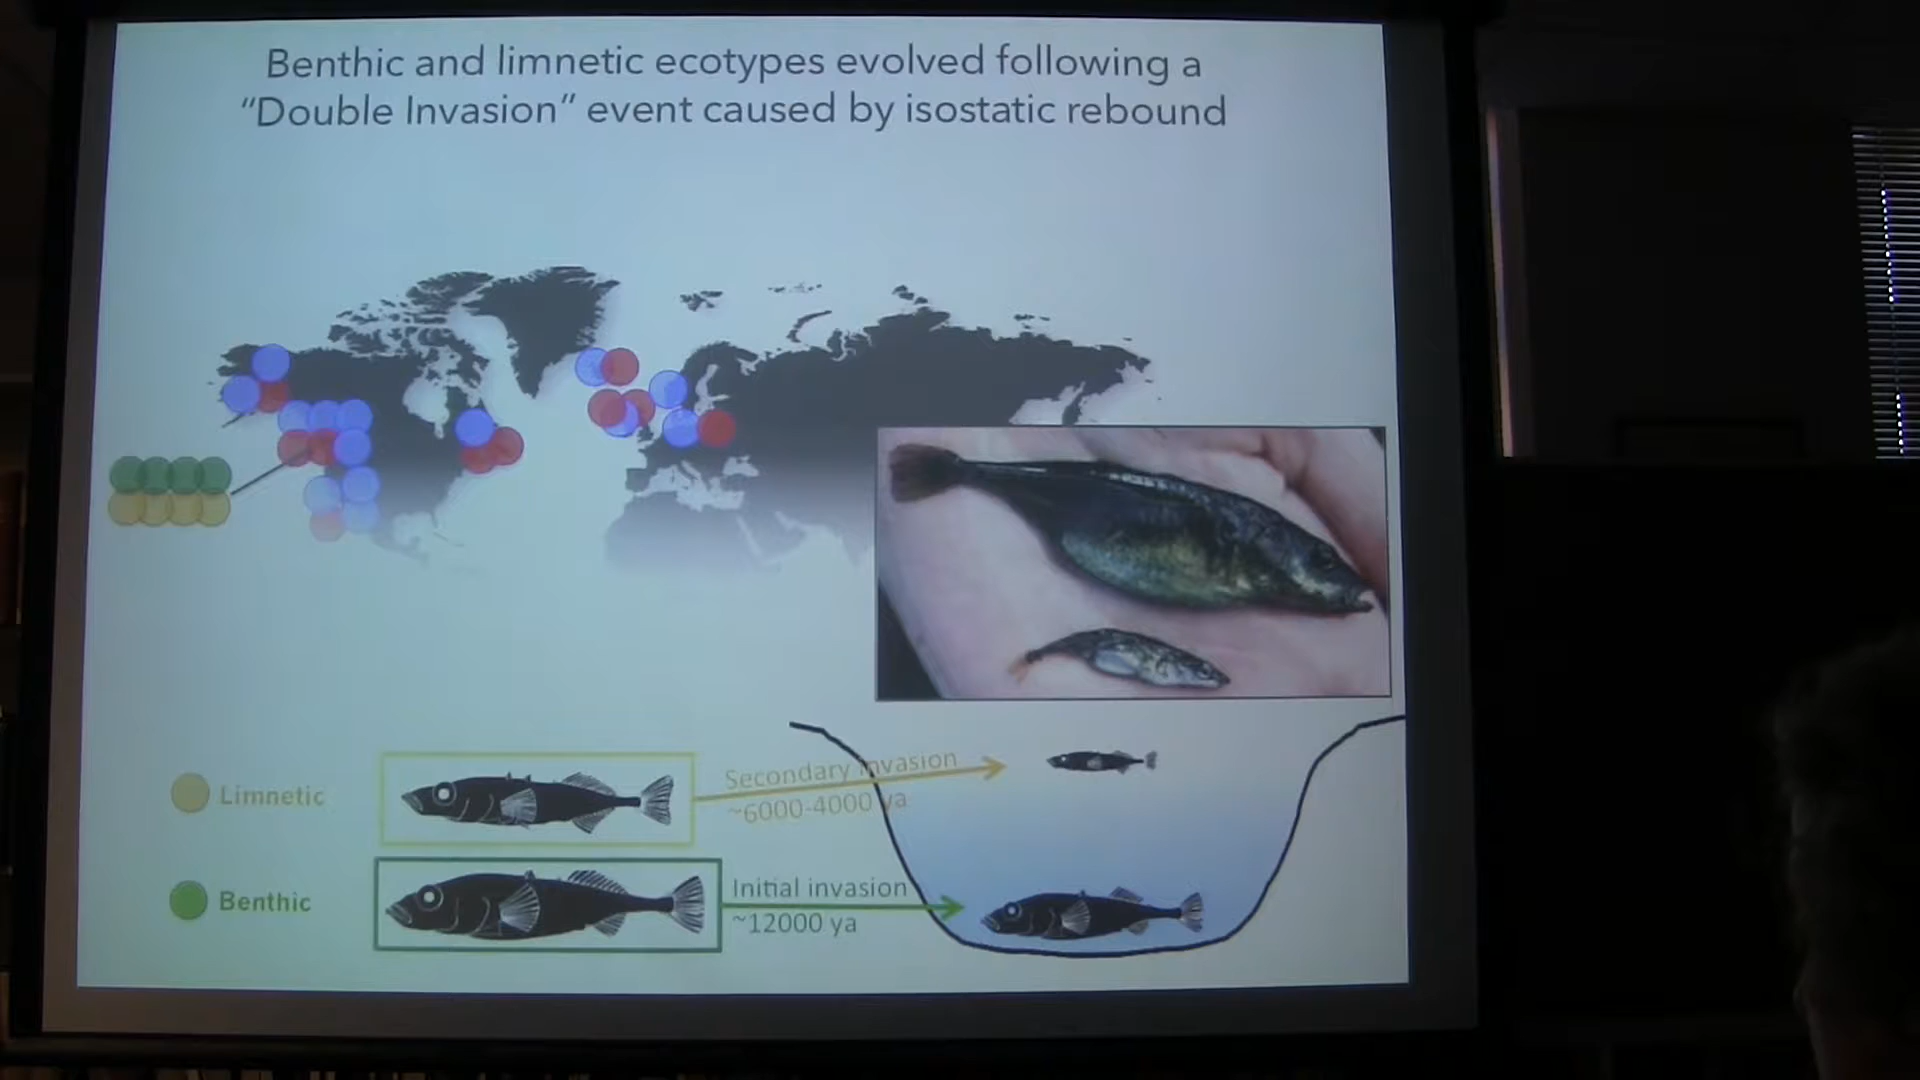 Benthic and limnetic ecotypes evolved following a
"Double Invasion" event caused by isostatic rebound
Limnetic
Secondary invasion
~6000-4000 ya
Benthic
Initial invasion
~12000 ya